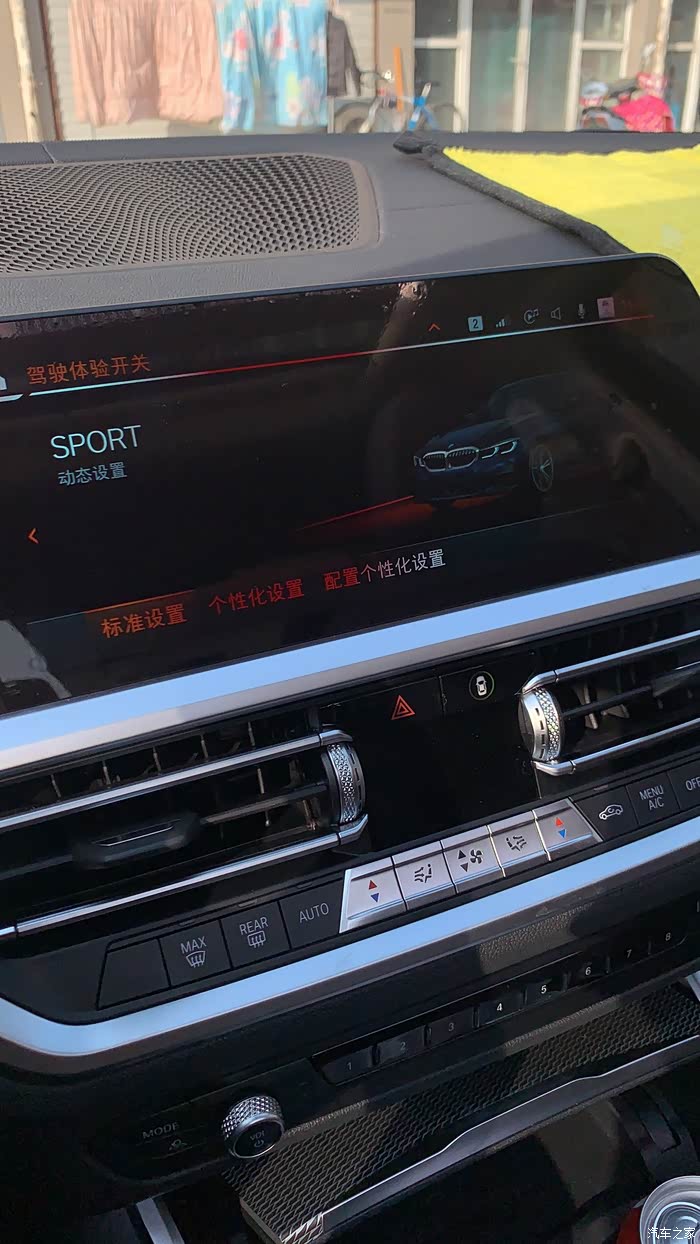 2
驾驶体验开关
SPORT
动态设置
标准设置 个性化设置 配置个性化设置
MENU
A/C
OFF
MAX
REAR
AUTO
1 2 3 4 5 6 7 8
MODE
VOL
汽车之家